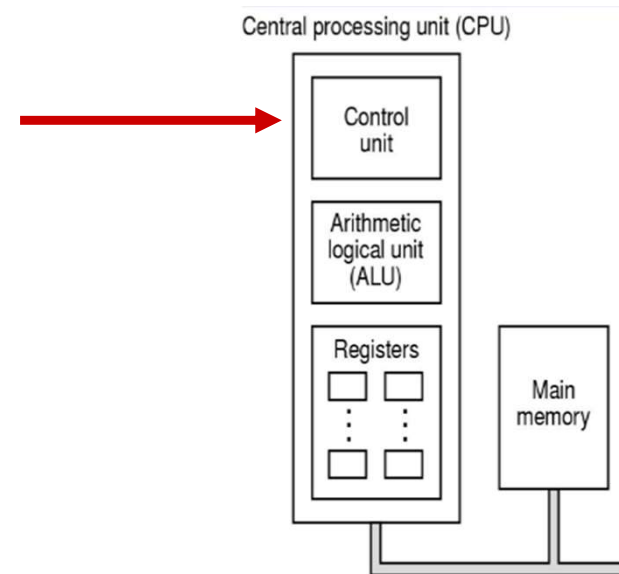 Central processing unit (CPU)
Control
unit
Arithmetic
logical unit
(ALU)
Registers
Main
memory